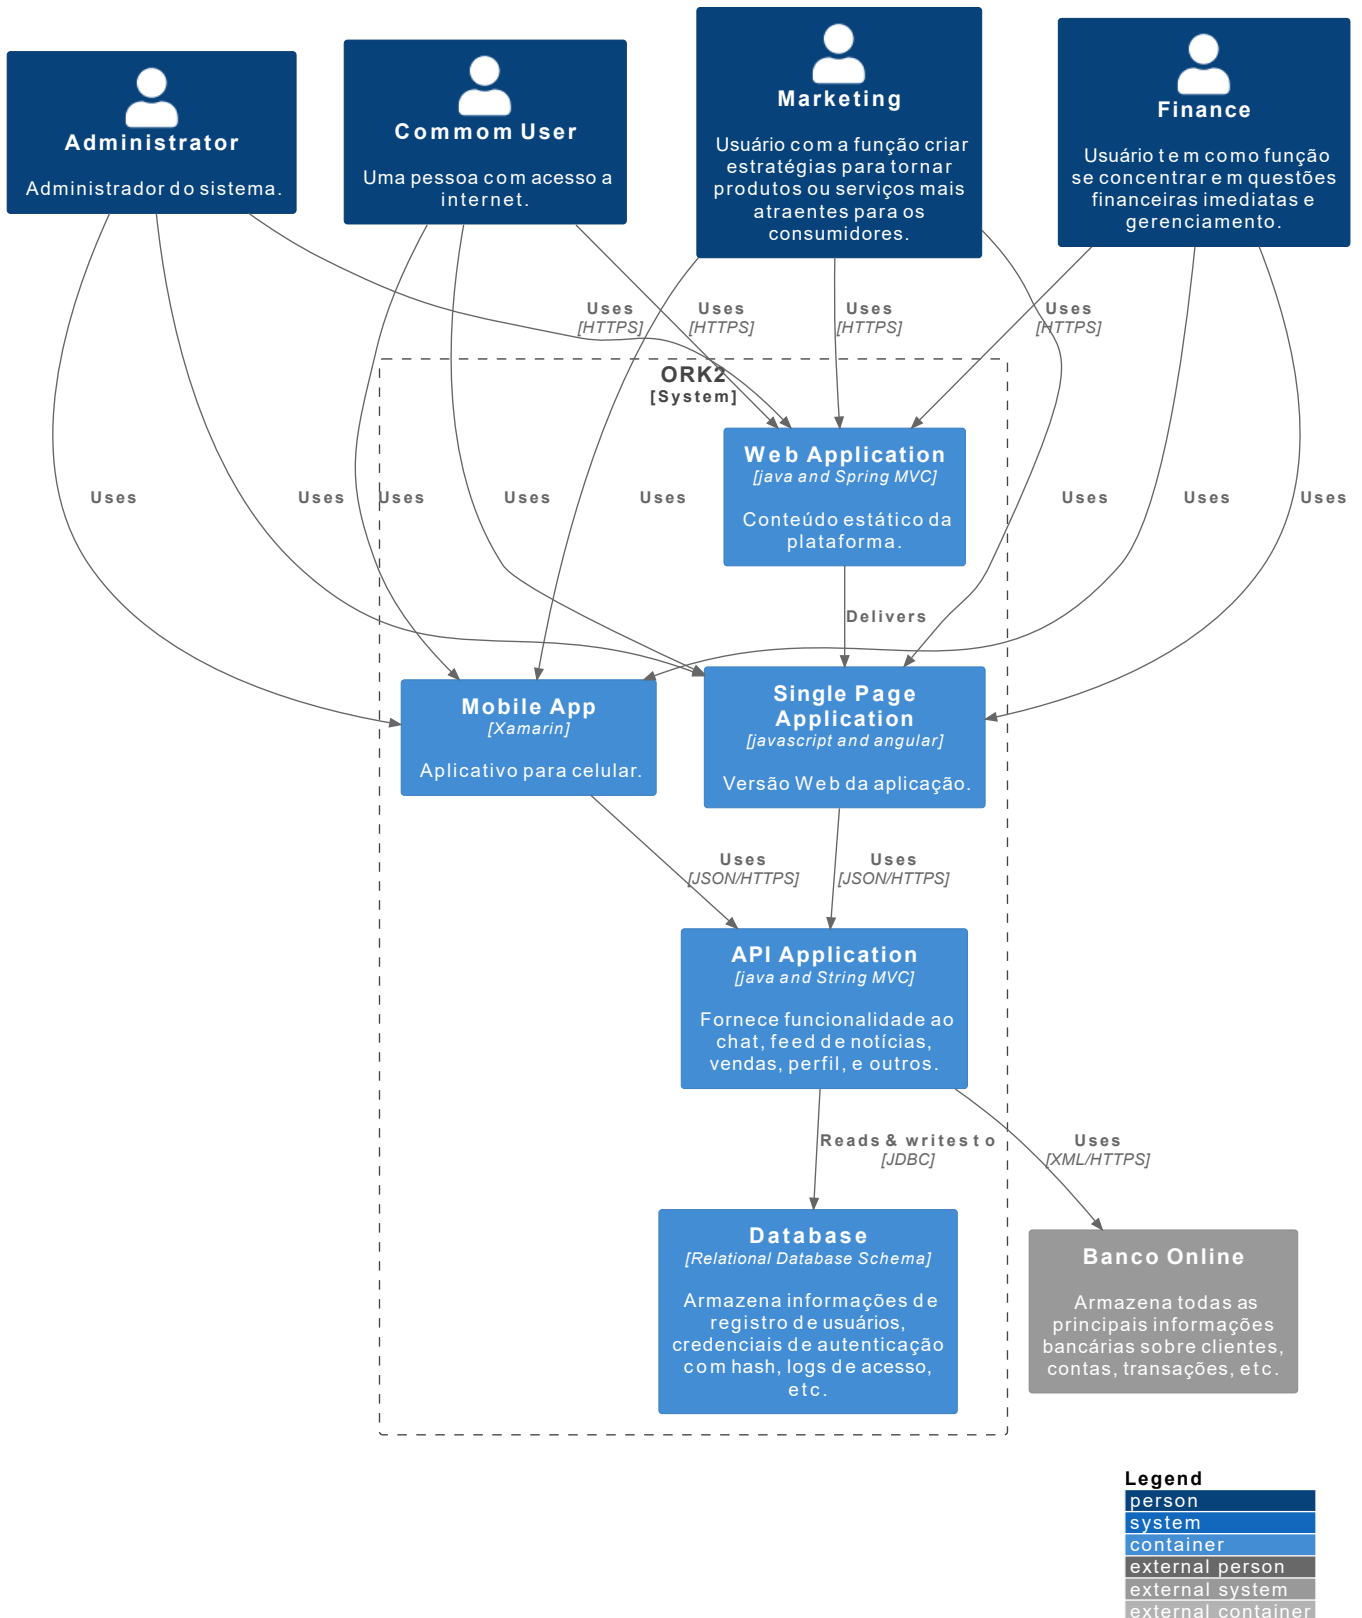 Administrator
Administrador do sistema.
Commom User
Uma pessoa com acesso a
internet.
Marketing
Usuário com a função criar
estratégias para tornar
produtos ou serviços mais
atraentes para os
consumidores.
Finance
Usuário tem como função
se concentrar em questões
financeiras imediatas e
gerenciamento.
Uses
[HTTPS]
Uses
[HTTPS]
Uses
[HTTPS]
Uses
[HTTPS]
ORK2
[System]
Web Application
[java and Spring MVC]
Conteúdo estático da
plataforma.
Uses
Uses
Uses
Uses
Uses
Uses
Uses
Uses
Delivers
Mobile App
[Xamarin]
Aplicativo para celular.
Single Page
Application
[javascript and angular]
Versão Web da aplicação.
Uses
[JSON/HTTPS]
Uses
[JSON/HTTPS]
API Application
[java and String MVC]
Fornece funcionalidade ao
chat, feed de notícias,
vendas, perfil, e outros.
Reads & writes to
[JDBC]
Uses
[XML/HTTPS]
Database
[Relational Database Schema]
Armazena informações de
registro de usuários,
credenciais de autenticação
com hash, logs de acesso,
etc.
Banco Online
Armazena todas as
principais informações
bancárias sobre clientes,
contas, transações, etc.
Legend
person
system
container
external person
external system
external container